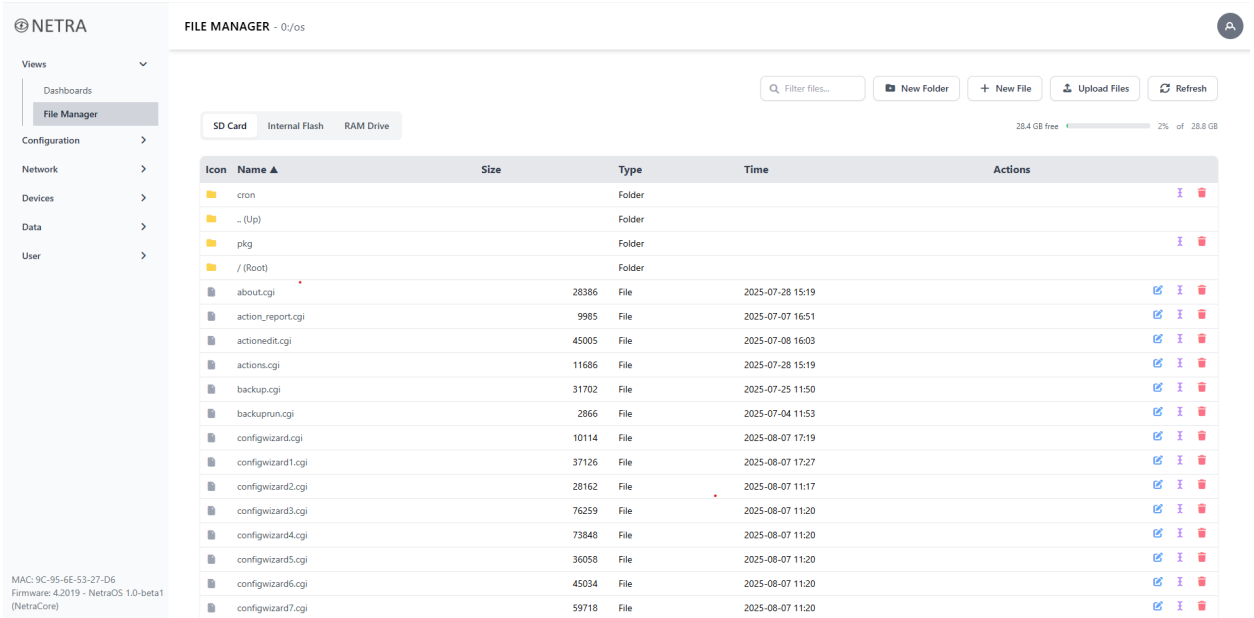 NETRA
FILE MANAGER - 0:/os
Views
Dashboards
File Manager
Configuration
Network
Devices
Data
User
Filter files...
New Folder
New File
Upload Files
Refresh
SD Card Internal Flash RAM Drive
28.4 GB free 2% of 28.8 GB
Icon Name ▲ Size Type Time Actions
cron Folder
.. (Up) Folder
pkg Folder
/ (Root) Folder
about.cgi 28386 File 2025-07-28 15:19
action_report.cgi 9985 File 2025-07-07 16:51
actionedit.cgi 45005 File 2025-07-08 16:03
actions.cgi 11686 File 2025-07-28 15:19
backup.cgi 31702 File 2025-07-25 11:50
backuprun.cgi 2866 File 2025-07-04 11:53
configwizard.cgi 10114 File 2025-08-07 17:19
configwizard1.cgi 37126 File 2025-08-07 17:27
configwizard2.cgi 28162 File 2025-08-07 11:17
configwizard3.cgi 76259 File 2025-08-07 11:20
configwizard4.cgi 73848 File 2025-08-07 11:20
configwizard5.cgi 36058 File 2025-08-07 11:20
configwizard6.cgi 45034 File 2025-08-07 11:20
configwizard7.cgi 59718 File 2025-08-07 11:20
MAC: 9C-95-6E-53-27-D6
Firmware: 4.2019 - NetraOS 1.0-beta1
(NetraCore)